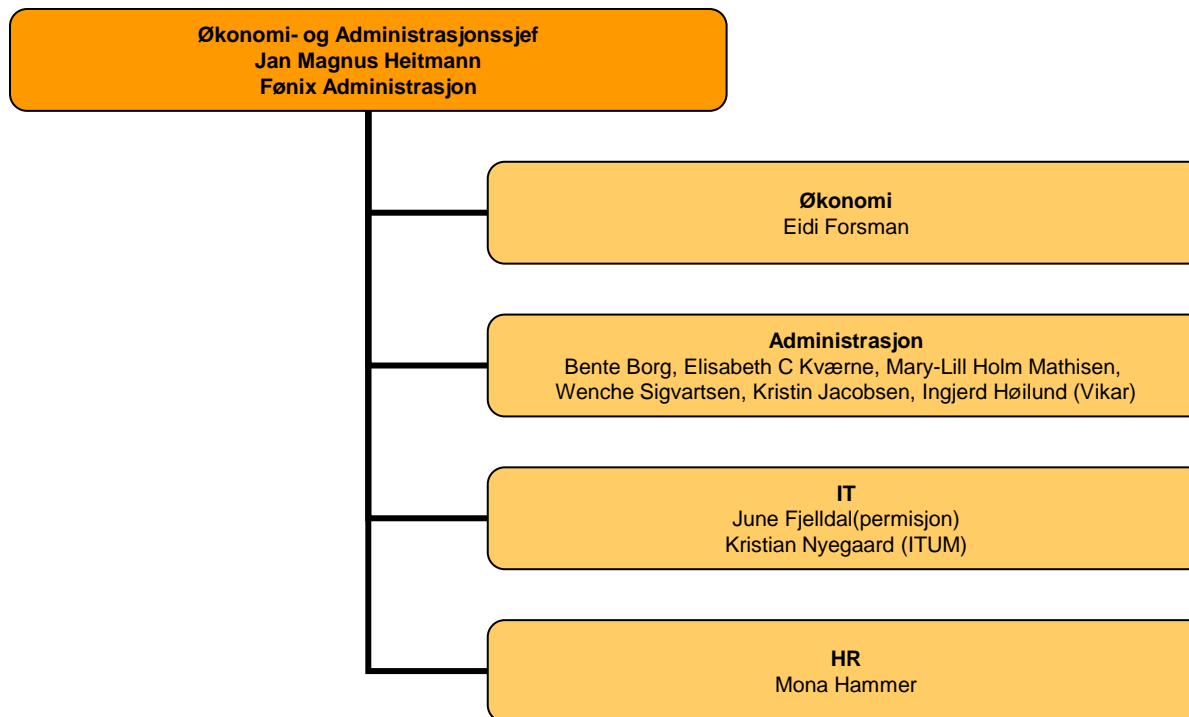 Økonomi- og Administrasjonssjef
Jan Magnus Heitmann
Fønix Administrasjon
Økonomi
Eidi Forsman
Administrasjon
Bente Borg, Elisabeth C Kværne, Mary-Lill Holm Mathisen,
Wenche Sigvartsen, Kristin Jacobsen, Ingjerd Høilund (Vikar)
IT
June Fjelldal(permisjon)
Kristian Nyegaard (ITUM)
HR
Mona Hammer